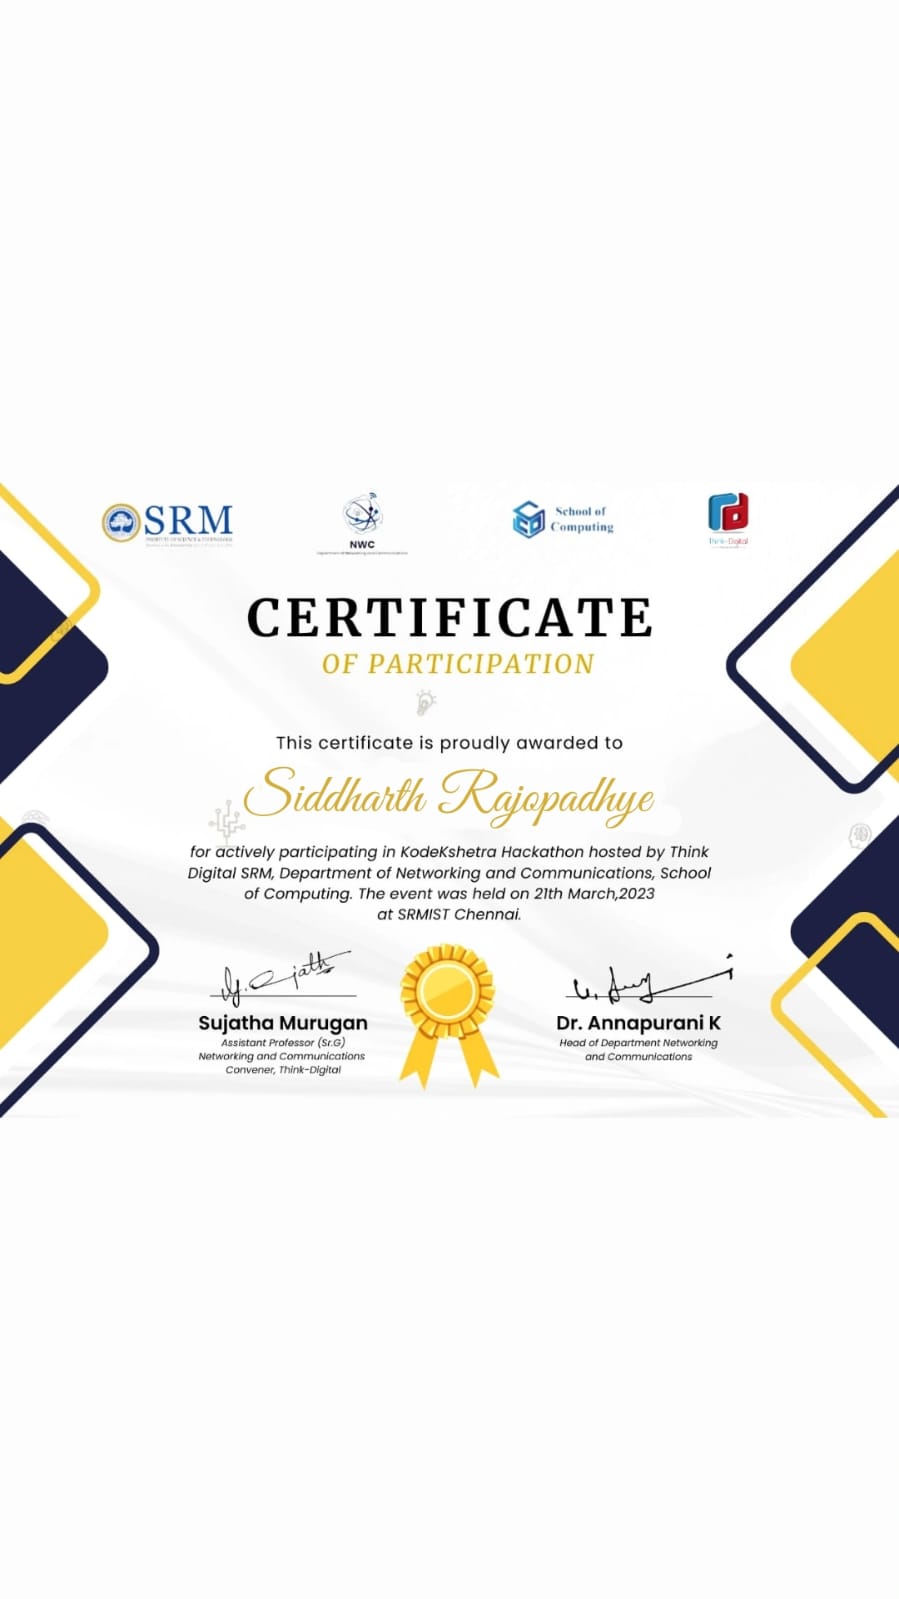 SRM
INSTITUTE OF SCIENCE & TECHNOLOGY
NWC
Department of Networking and Communications
School of
Computing
Think-Digital
CERTIFICATE
OF PARTICIPATION
This certificate is proudly awarded to
Siddharth Rajopadhye
for actively participating in KodeKshetra Hackathon hosted by Think
Digital SRM, Department of Networking and Communications, School
of Computing. The event was held on 21th March,2023
at SRMIST Chennai.
Sujatha Murugan
Assistant Professor (Sr.G)
Networking and Communications
Convener, Think-Digital
Dr. Annapurani K
Head of Department Networking
and Communications